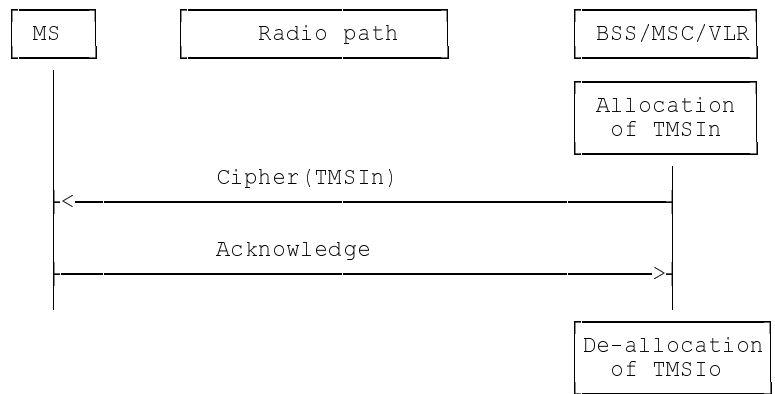 MS
Radio path
BSS/MSC/VLR
Allocation
of TMSIn
Cipher(TMSIn)
Acknowledge
De-allocation
of TMSIo